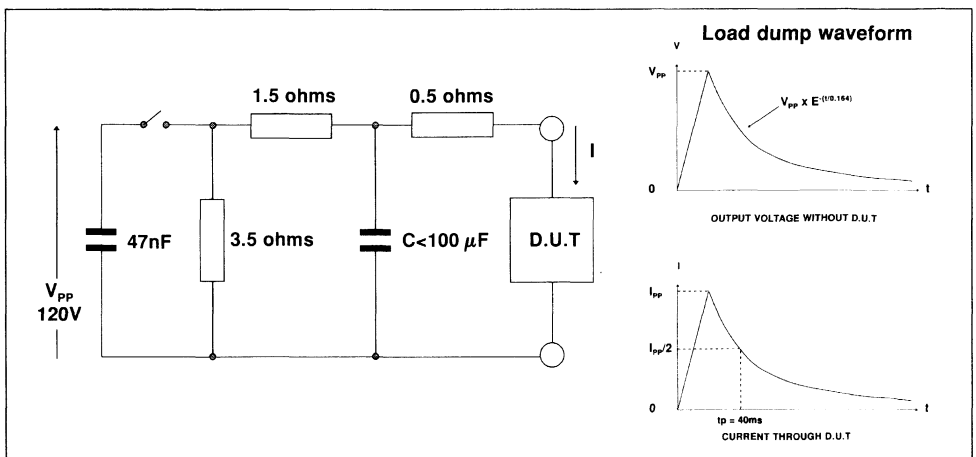 Load dump waveform
V
V_PP
V_PP x E^-(t/0.164)
0
t
OUTPUT VOLTAGE WITHOUT D.U.T
1.5 ohms
0.5 ohms
I
47nF
3.5 ohms
C<100 μF
D.U.T
V_PP
120V
I
I_PP
I_PP/2
0
t
tp = 40ms
CURRENT THROUGH D.U.T